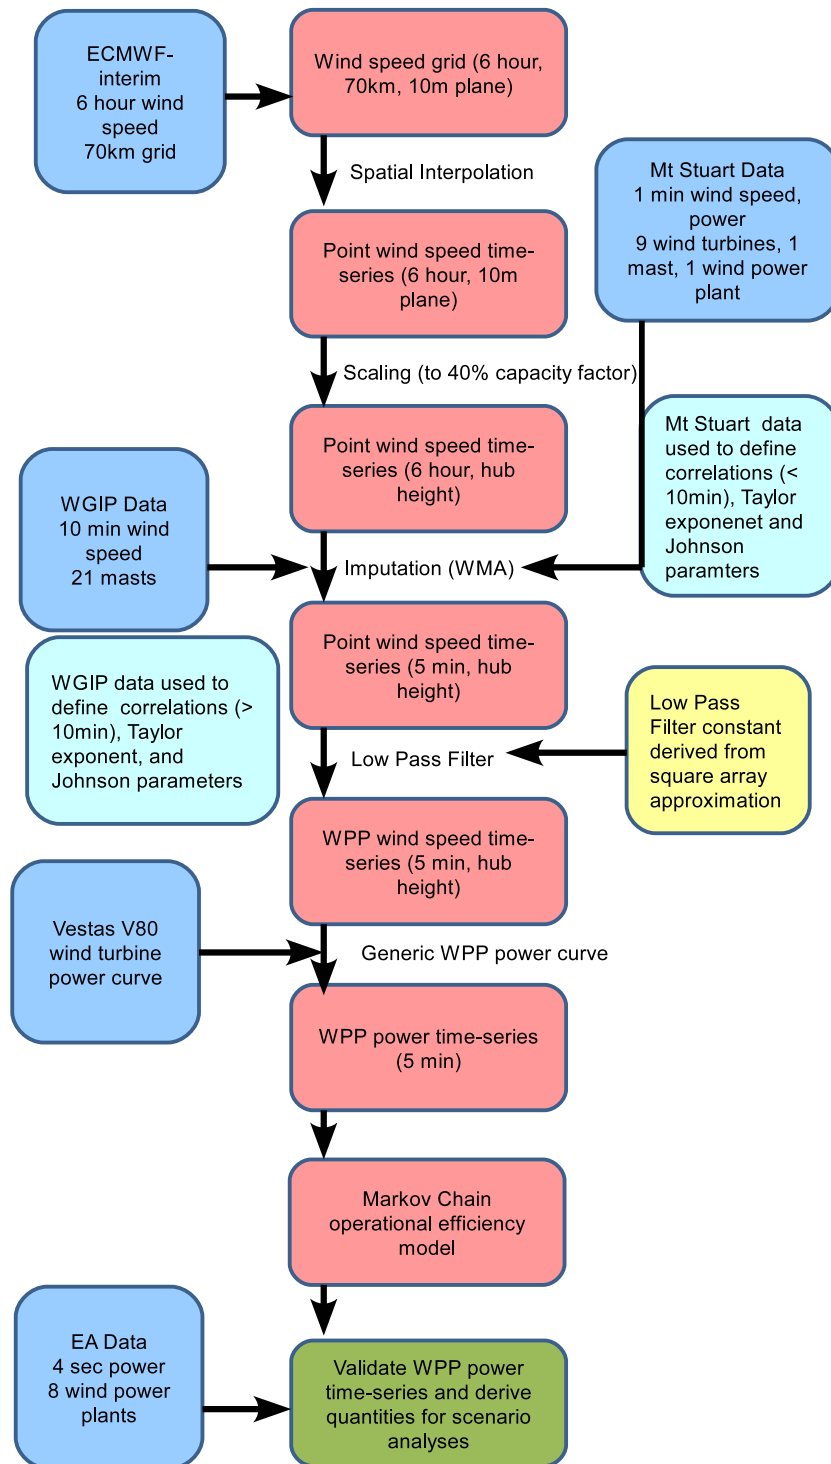 ECMWF-
interim
6 hour wind
speed
70km grid
Wind speed grid (6 hour,
70km, 10m plane)
Spatial Interpolation
Mt Stuart Data
1 min wind speed,
power
9 wind turbines, 1
mast, 1 wind power
plant
Point wind speed time-
series (6 hour, 10m
plane)
Scaling (to 40% capacity factor)
Point wind speed time-
series (6 hour, hub
height)
Mt Stuart  data
used to define
correlations (<
10min), Taylor
exponenet and
Johnson
paramters
WGIP Data
10 min wind
speed
21 masts
Imputation (WMA)
Point wind speed time-
series (5 min, hub
height)
WGIP data used to
define  correlations (>
10min), Taylor
exponent, and
Johnson parameters
Low Pass
Filter constant
derived from
square array
approximation
Low Pass Filter
WPP wind speed time-
series (5 min, hub
height)
Vestas V80
wind turbine
power curve
Generic WPP power curve
WPP power time-series
(5 min)
Markov Chain
operational efficiency
model
EA Data
4 sec power
8 wind power
plants
Validate WPP power
time-series and derive
quantities for scenario
analyses